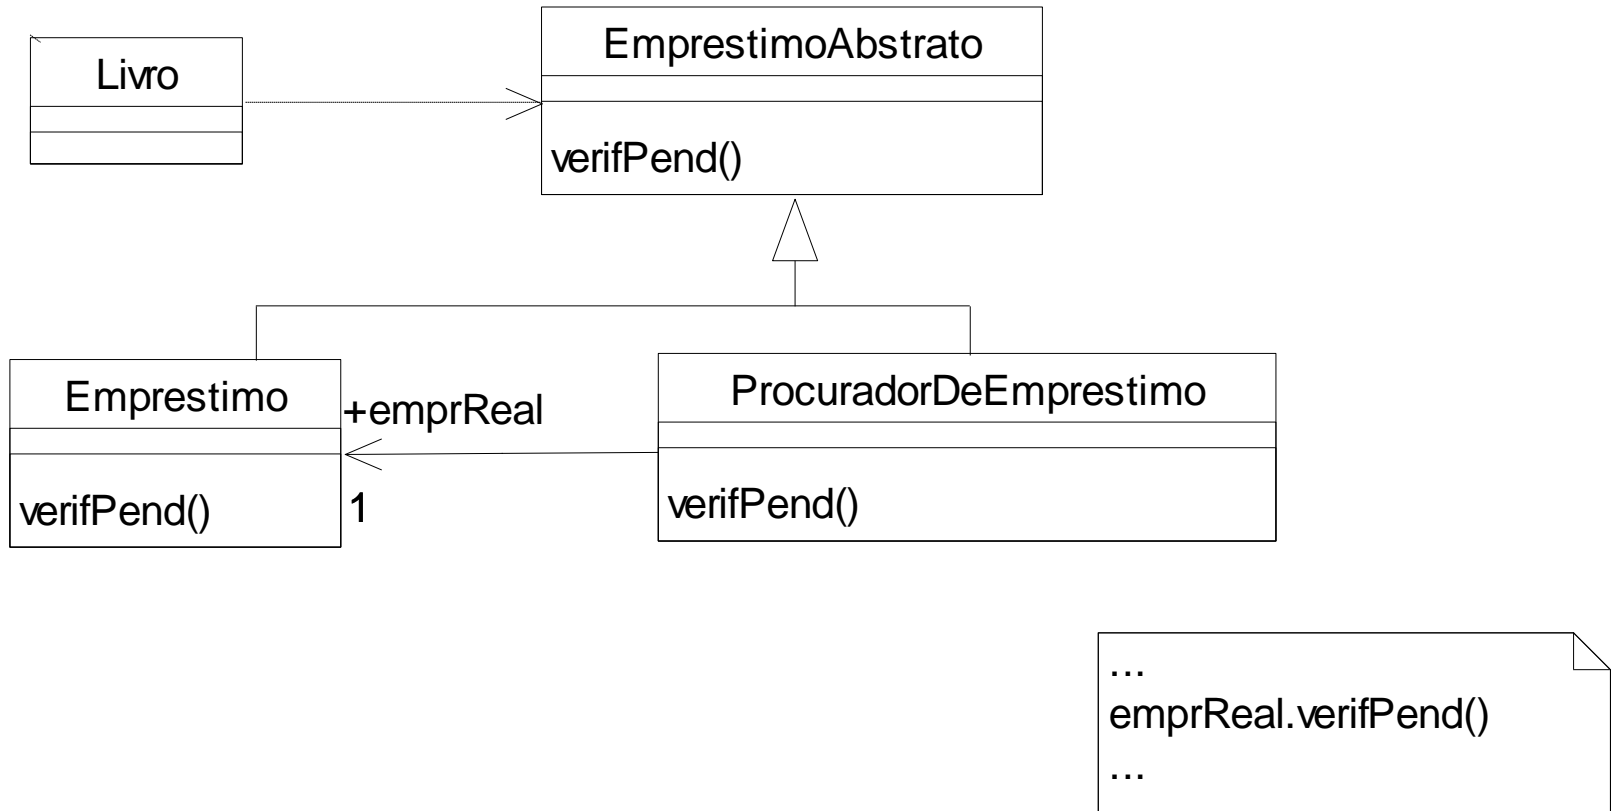 EmprestimoAbstrato
Livro
verifPend()
Emprestimo
ProcuradorDeEmprestimo
+emprReal
verifPend()
1
verifPend()
...
emprReal.verifPend()
...